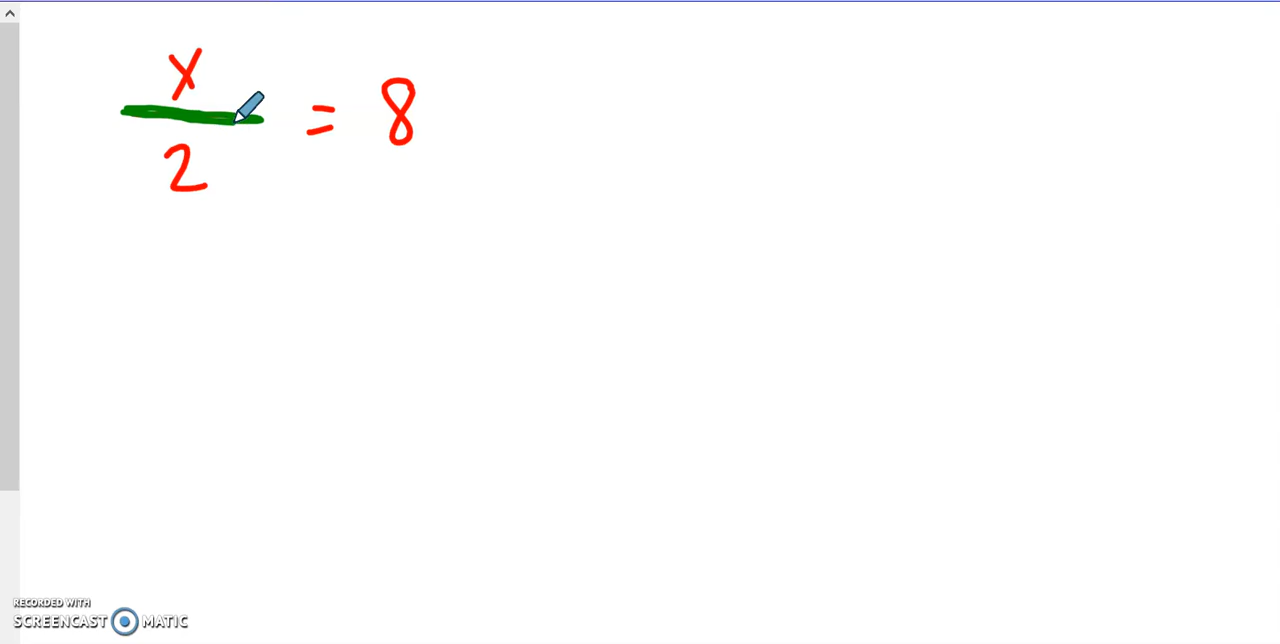 x/2 = 8
RECORDED WITH
SCREENCAST MATIC